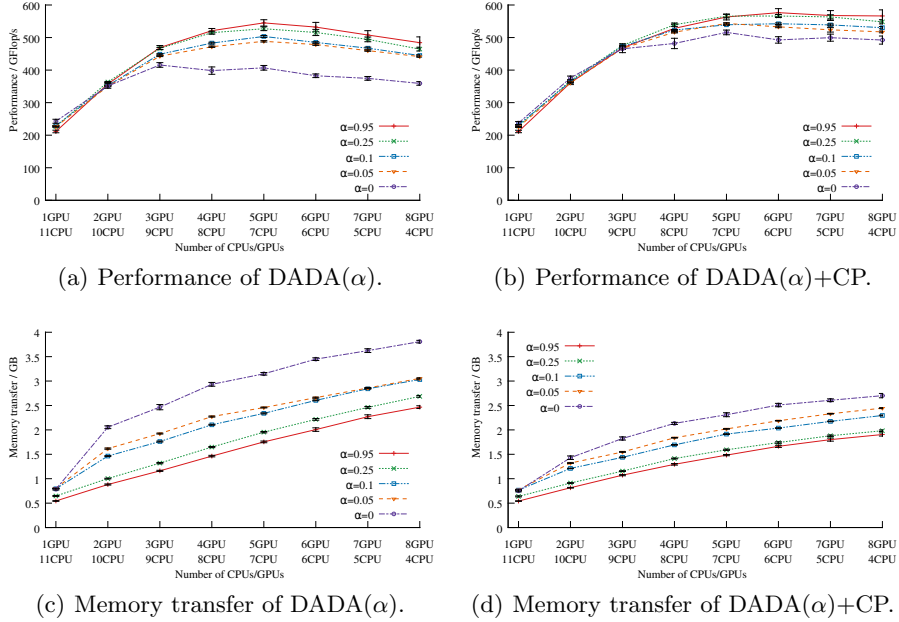 600
500
400
300
200
100
0
Performance / GFlop/s
α=0.95
α=0.25
α=0.1
α=0.05
α=0
1GPU 2GPU 3GPU 4GPU 5GPU 6GPU 7GPU 8GPU
11CPU 10CPU 9CPU 8CPU 7CPU 6CPU 5CPU 4CPU
Number of CPUs/GPUs
(a) Performance of DADA(α).
600
500
400
300
200
100
0
Performance / GFlop/s
α=0.95
α=0.25
α=0.1
α=0.05
α=0
1GPU 2GPU 3GPU 4GPU 5GPU 6GPU 7GPU 8GPU
11CPU 10CPU 9CPU 8CPU 7CPU 6CPU 5CPU 4CPU
Number of CPUs/GPUs
(b) Performance of DADA(α)+CP.
4
3.5
3
2.5
2
1.5
1
0.5
0
Memory transfer / GB
α=0.95
α=0.25
α=0.1
α=0.05
α=0
1GPU 2GPU 3GPU 4GPU 5GPU 6GPU 7GPU 8GPU
11CPU 10CPU 9CPU 8CPU 7CPU 6CPU 5CPU 4CPU
Number of CPUs/GPUs
(c) Memory transfer of DADA(α).
4
3.5
3
2.5
2
1.5
1
0.5
0
Memory transfer / GB
α=0.95
α=0.25
α=0.1
α=0.05
α=0
1GPU 2GPU 3GPU 4GPU 5GPU 6GPU 7GPU 8GPU
11CPU 10CPU 9CPU 8CPU 7CPU 6CPU 5CPU 4CPU
Number of CPUs/GPUs
(d) Memory transfer of DADA(α)+CP.